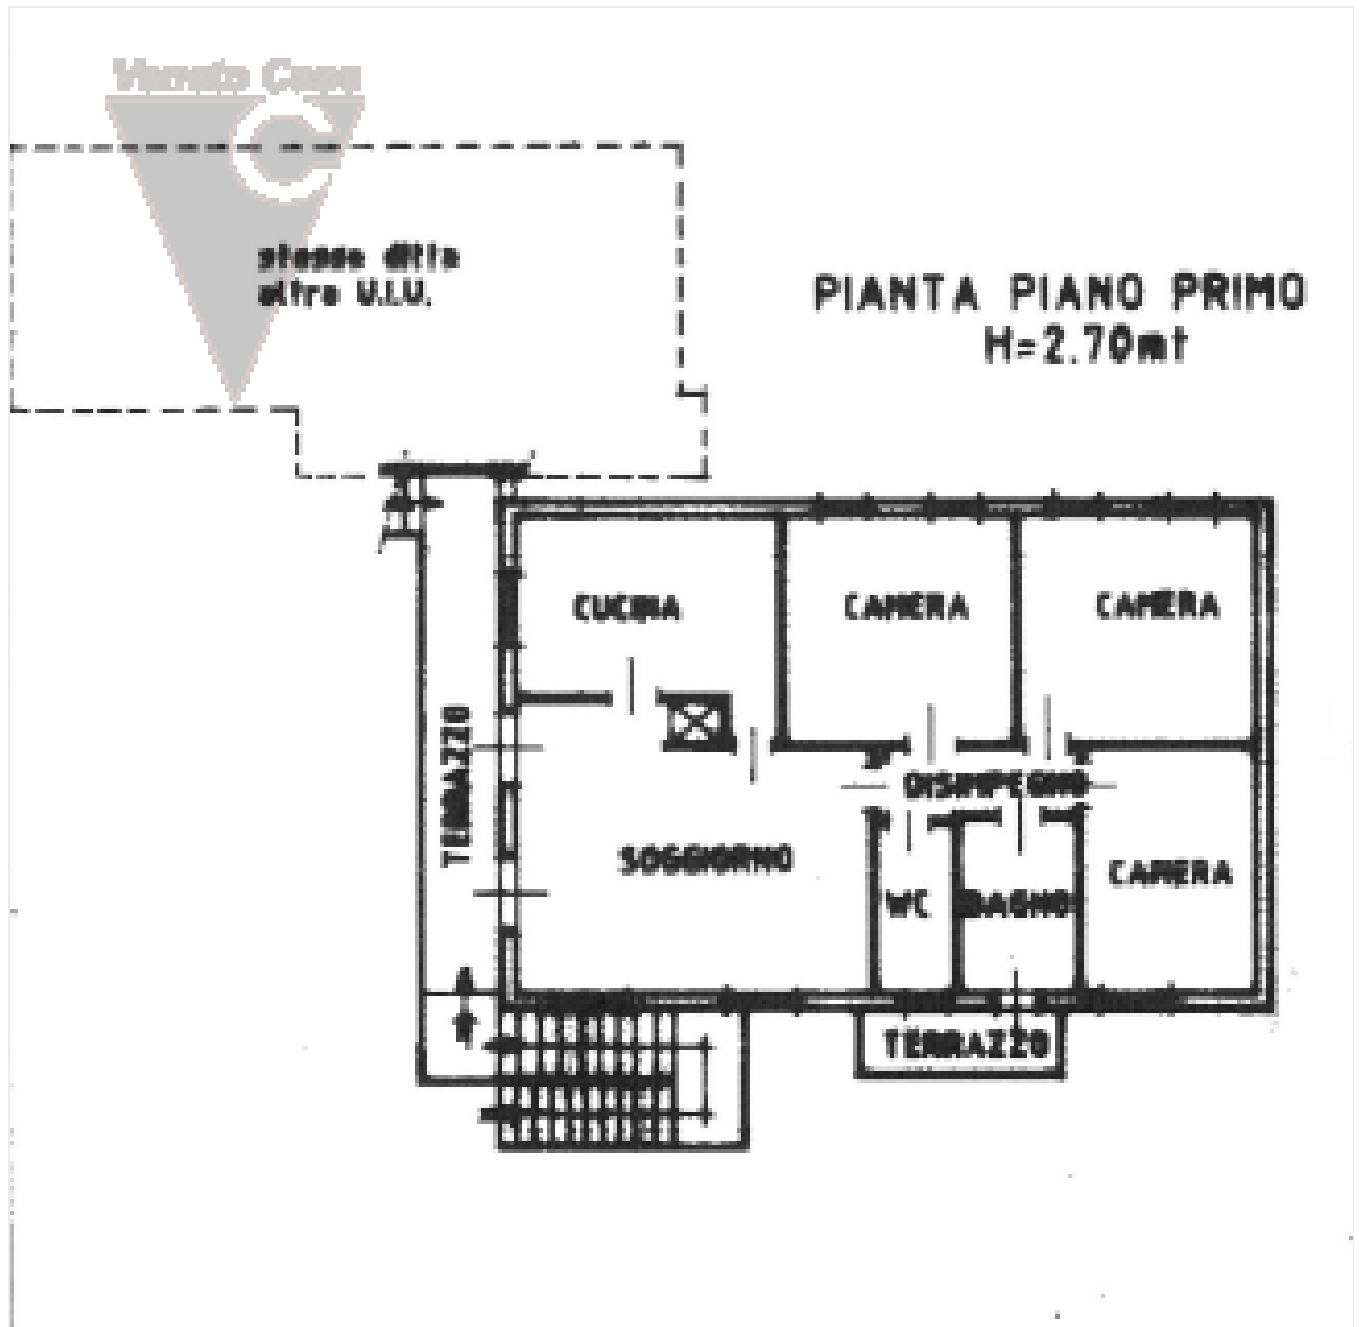 Veneto Casa
stessa ditta
altra U.I.U.
PIANTA PIANO PRIMO
H=2.70mt
CUCINA
CAMERA
CAMERA
TERRAZZO
DISIMPEGNO
SOGGIORNO
WC
BAGNO
CAMERA
TERRAZZO